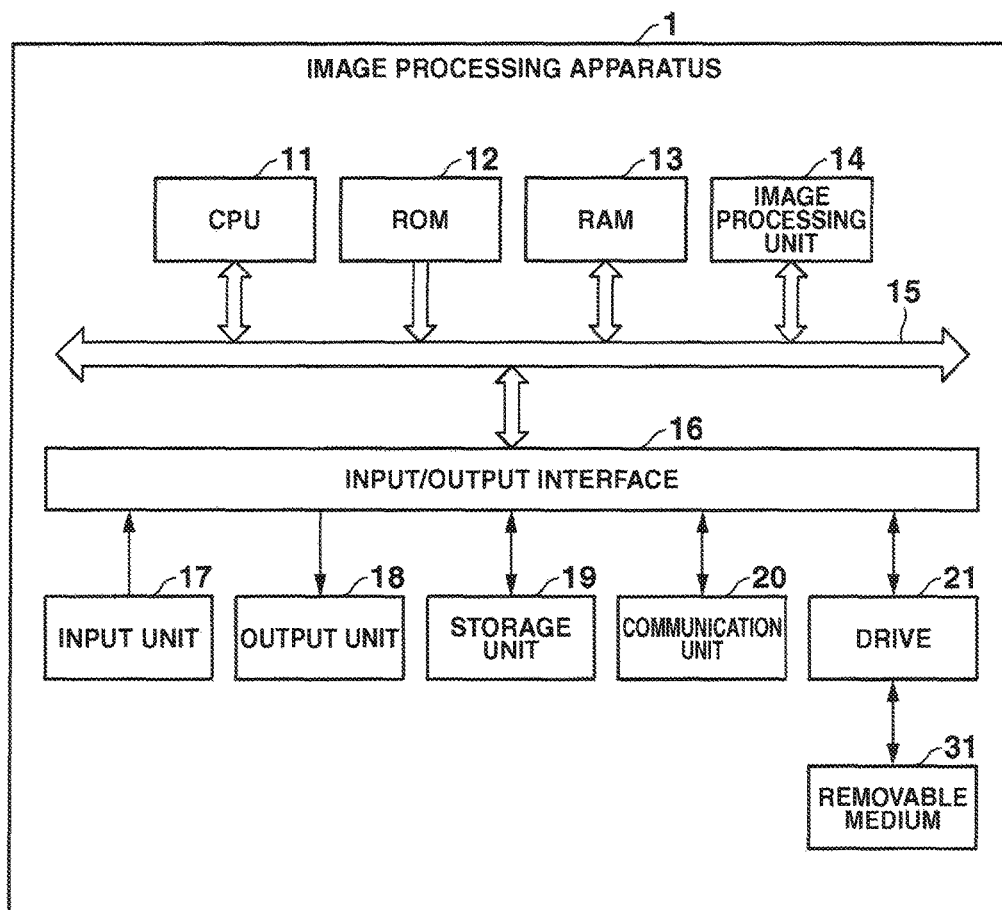 1
IMAGE PROCESSING APPARATUS
11
12
13
14
CPU
ROM
RAM
IMAGE
PROCESSING
UNIT
15
16
INPUT/OUTPUT INTERFACE
17
18
19
20
21
INPUT UNIT
OUTPUT UNIT
STORAGE
UNIT
COMMUNICATION
UNIT
DRIVE
31
REMOVABLE
MEDIUM